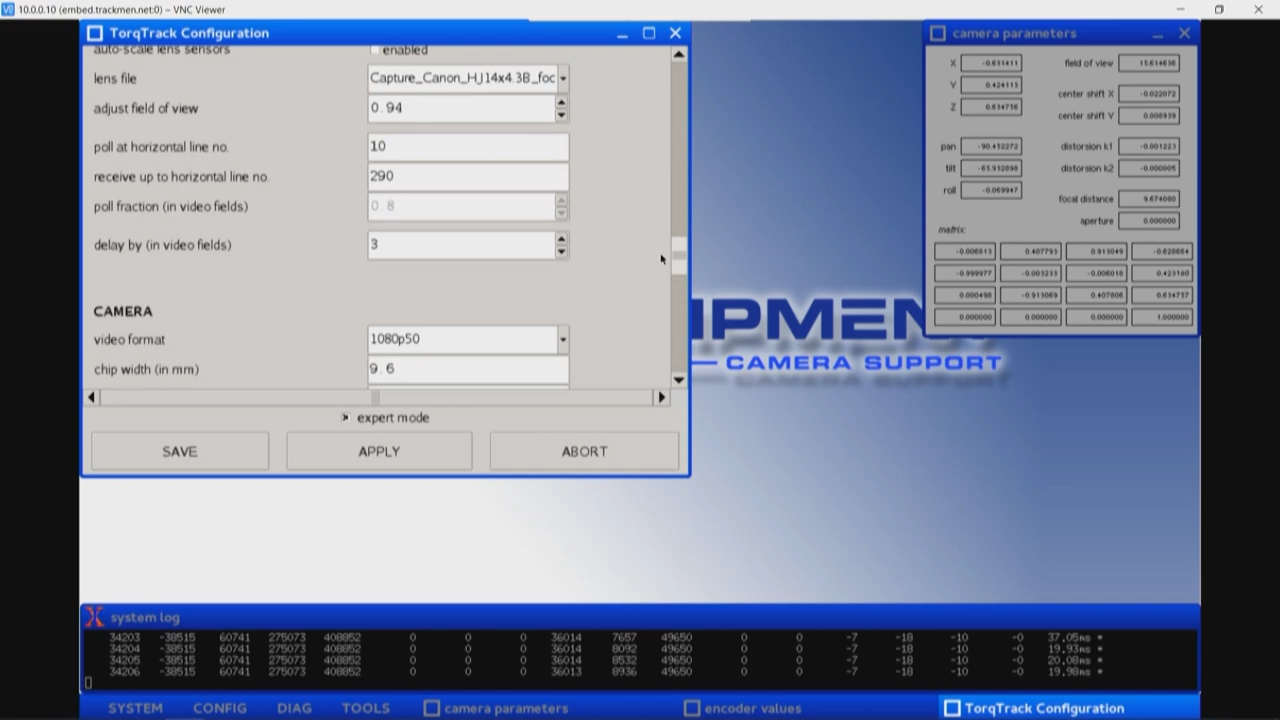 10.0.0.10 (embed.trackmen.net:0) – VNC Viewer
TorqTrack Configuration
auto-scale lens sensors enabled
lens file Capture_Canon_HJ14x4.3B_foc
adjust field of view 0.94
poll at horizontal line no. 10
receive up to horizontal line no. 290
poll fraction (in video fields) 0.8
delay by (in video fields) 3
CAMERA
video format 1080p50
chip width (in mm) 9.6
expert mode
SAVE APPLY ABORT
camera parameters
X -0.631411 field of view 15.614616
Y 0.424113 center shift X -0.022072
Z 0.634716 center shift Y 0.008939
pan -90.412272 distorsion k1 -0.001223
tilt -65.932898 distorsion k2 -0.000005
roll -0.069947 focal distance 9.674080
aperture 0.000000
matrix:
-0.006813 0.407793 0.913049 -0.628664
-0.999977 -0.003233 -0.006018 0.423180
0.000498 -0.913069 0.407806 0.634757
0.000000 0.000000 0.000000 1.000000
IPMEN
CAMERA SUPPORT
system log
34203 -38515 60741 275073 408852 0 0 0 36014 7657 49650 0 0 -7 -18 -10 -0 37.05ms *
34204 -38515 60741 275073 408852 0 0 0 36014 8092 49650 0 0 -7 -18 -10 -0 19.93ms *
34205 -38515 60741 275073 408852 0 0 0 36014 8532 49650 0 0 -7 -18 -10 -0 20.08ms *
34206 -38515 60741 275073 408852 0 0 0 36013 8936 49650 0 0 -7 -18 -10 -0 19.98ms *
SYSTEM CONFIG DIAG TOOLS camera parameters encoder values TorqTrack Configuration